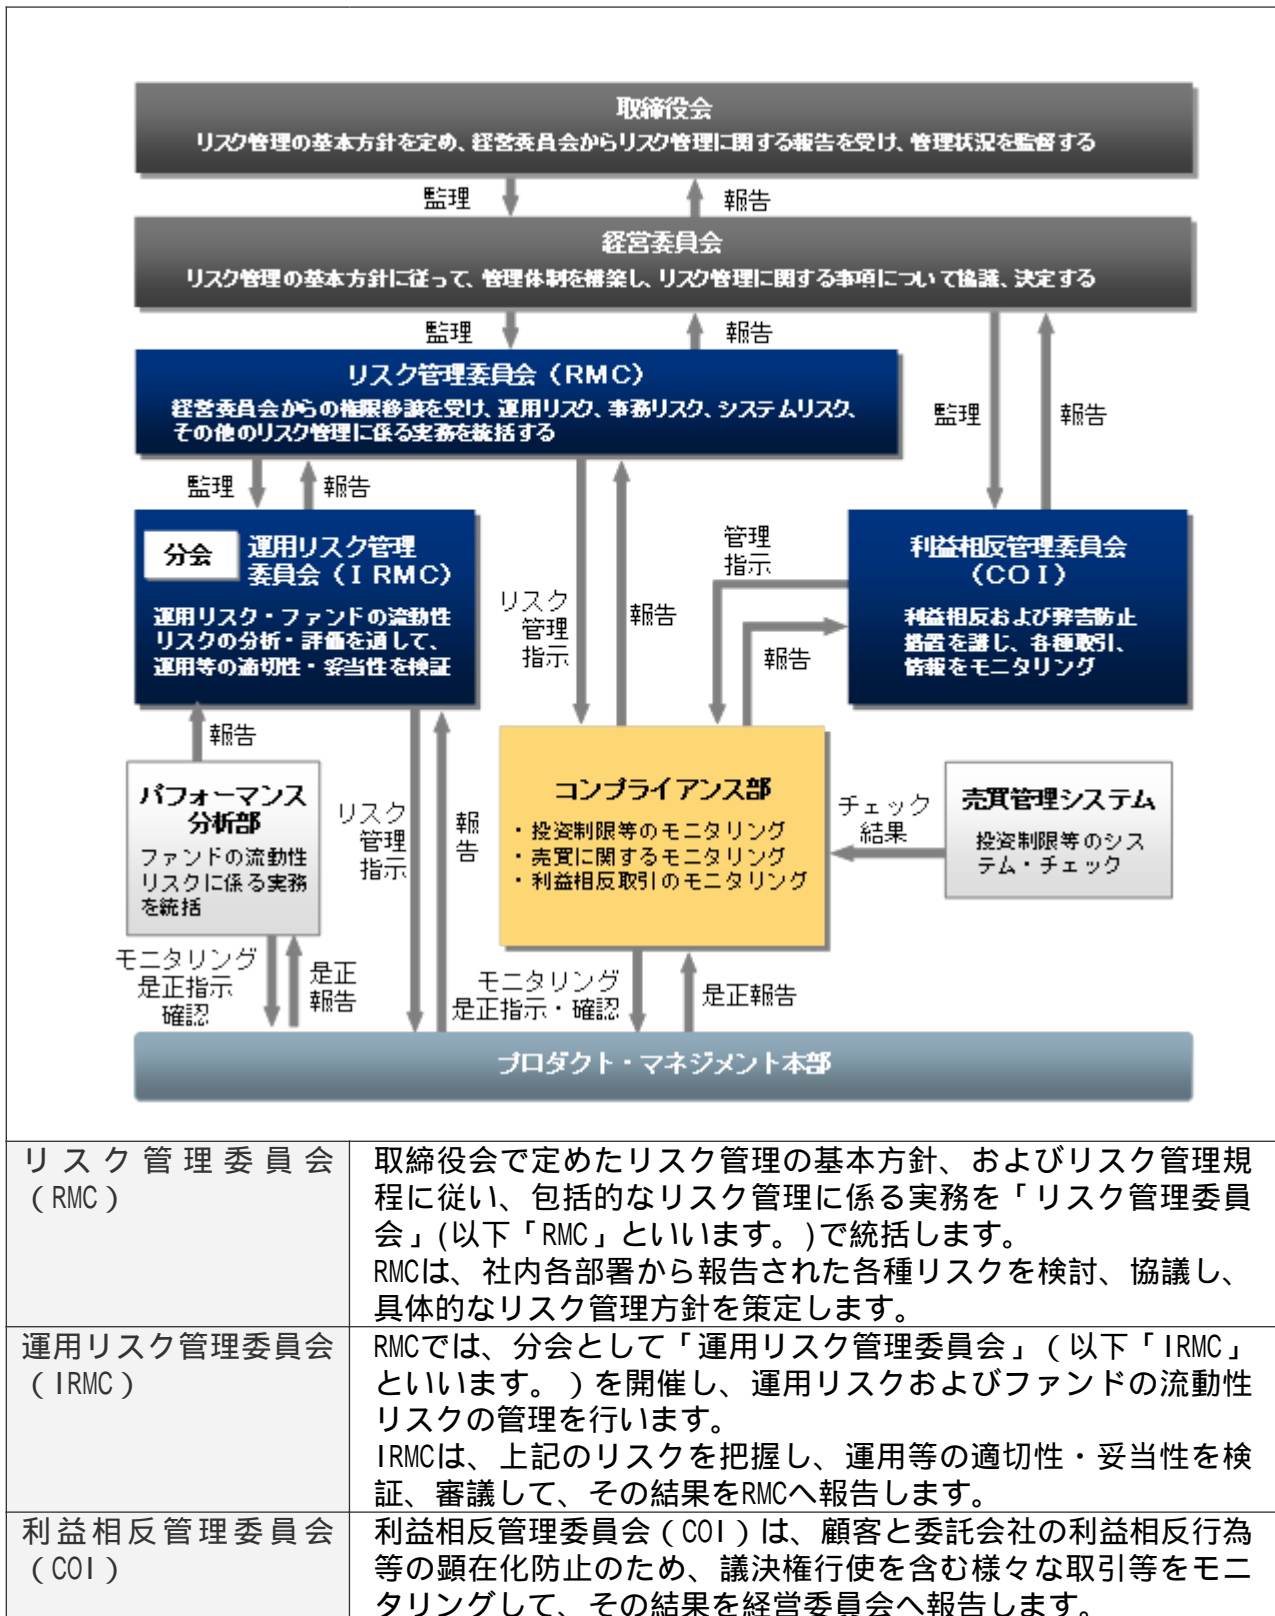 取締役会
リスク管理の基本方針を定め、経営委員会からリスク管理に関する報告を受け、管理状況を監督する
監理
報告
経営委員会
リスク管理の基本方針に従って、管理体制を構築し、リスク管理に関する事項について協議、決定する
監理
報告
リスク管理委員会（RMC）
経営委員会からの権限移譲を受け、運用リスク、事務リスク、システムリスク、
その他のリスク管理に係る実務を統括する
監理
報告
監理
報告
分会
運用リスク管理
委員会（IRMC）
運用リスク・ファンドの流動性
リスクの分析・評価を通して、
運用等の適切性・妥当性を検証
リスク
管理
指示
報告
管理
指示
報告
利益相反管理委員会
（COI）
利益相反および弊害防止
措置を講じ、各種取引、
情報をモニタリング
報告
パフォーマンス
分析部
ファンドの流動性
リスクに係る実務
を統括
リスク
管理
指示
報
告
コンプライアンス部
・投資制限等のモニタリング
・売買に関するモニタリング
・利益相反取引のモニタリング
チェック
結果
売買管理システム
投資制限等のシス
テム・チェック
モニタリング
是正指示
確認
是正
報告
モニタリング
是正指示・確認
是正報告
プロダクト・マネジメント本部
リスク管理委員会
（RMC）
取締役会で定めたリスク管理の基本方針、およびリスク管理規
程に従い、包括的なリスク管理に係る実務を「リスク管理委員
会」(以下「RMC」といいます。)で統括します。
RMCは、社内各部署から報告された各種リスクを検討、協議し、
具体的なリスク管理方針を策定します。
運用リスク管理委員会
（IRMC）
RMCでは、分会として「運用リスク管理委員会」（以下「IRMC」
といいます。）を開催し、運用リスクおよびファンドの流動性
リスクの管理を行います。
IRMCは、上記のリスクを把握し、運用等の適切性・妥当性を検
証、審議して、その結果をRMCへ報告します。
利益相反管理委員会
（COI）
利益相反管理委員会（COI）は、顧客と委託会社の利益相反行為
等の顕在化防止のため、議決権行使を含む様々な取引等をモニ
タリングして、その結果を経営委員会へ報告します。